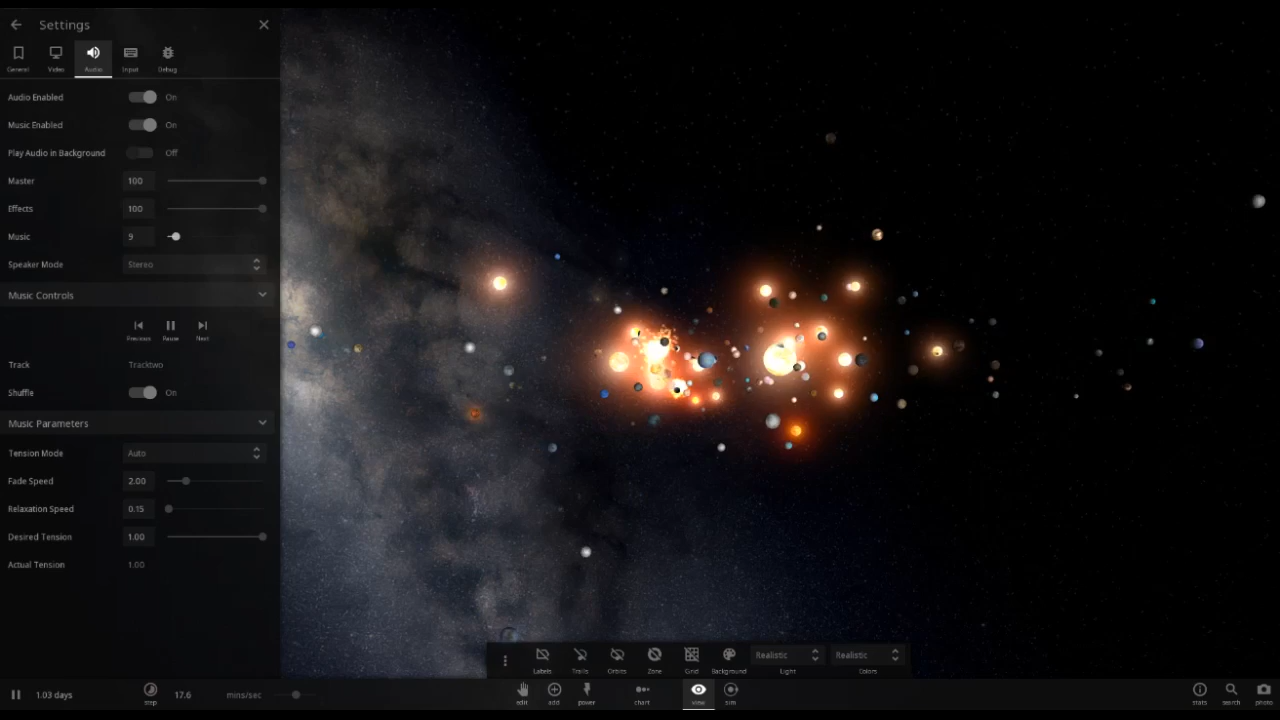 Settings
General Video Audio Input Debug
Audio Enabled On
Music Enabled On
Play Audio in Background Off
Master 100
Effects 100
Music 9
Speaker Mode Stereo
Music Controls
Previous Pause Next
Track Tracktwo
Shuffle On
Music Parameters
Tension Mode Auto
Fade Speed 2.00
Relaxation Speed 0.15
Desired Tension 1.00
Actual Tension 1.00
Realistic Realistic
Labels Trails Orbits Zone Grid Background Light Colors
1.03 days step 17.6 mins/sec edit add power chart view sim stats search photo